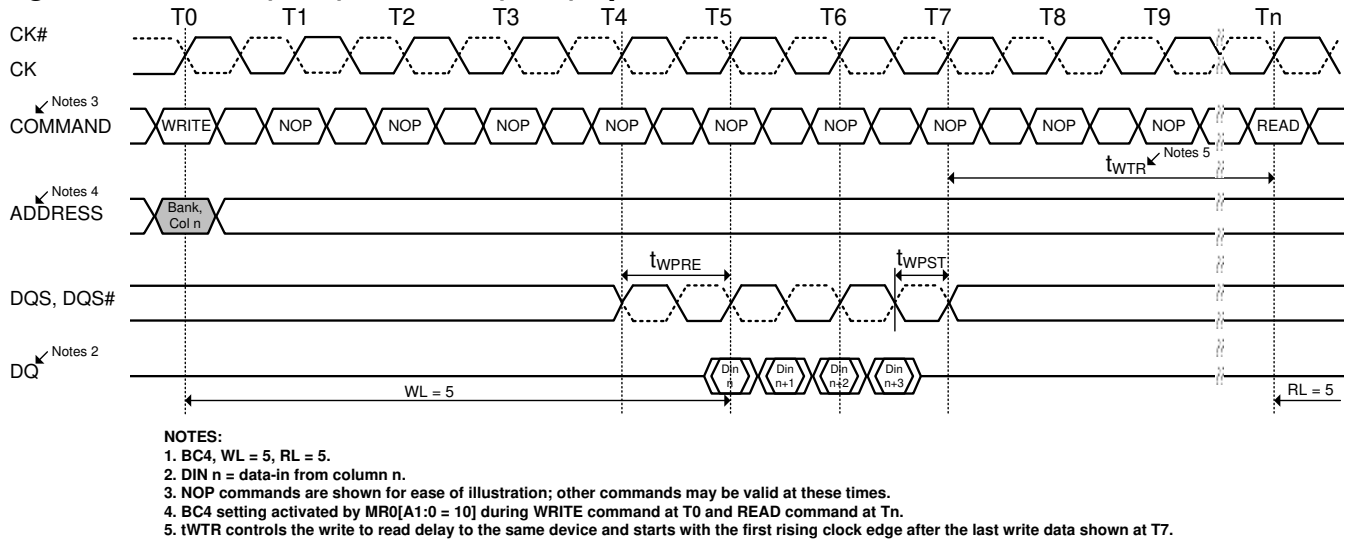 T0 T1 T2 T3 T4 T5 T6 T7 T8 T9 Tn
CK#
CK
Notes 3
COMMAND WRITE NOP NOP NOP NOP NOP NOP NOP NOP NOP READ
tWTR Notes 5
Notes 4
ADDRESS
Bank,
Col n
tWPRE tWPST
DQS, DQS#
Notes 2
DQ
Din
n
Din
n+1
Din
n+2
Din
n+3
WL = 5 RL = 5
NOTES:
1. BC4, WL = 5, RL = 5.
2. DIN n = data-in from column n.
3. NOP commands are shown for ease of illustration; other commands may be valid at these times.
4. BC4 setting activated by MR0[A1:0 = 10] during WRITE command at T0 and READ command at Tn.
5. tWTR controls the write to read delay to the same device and starts with the first rising clock edge after the last write data shown at T7.